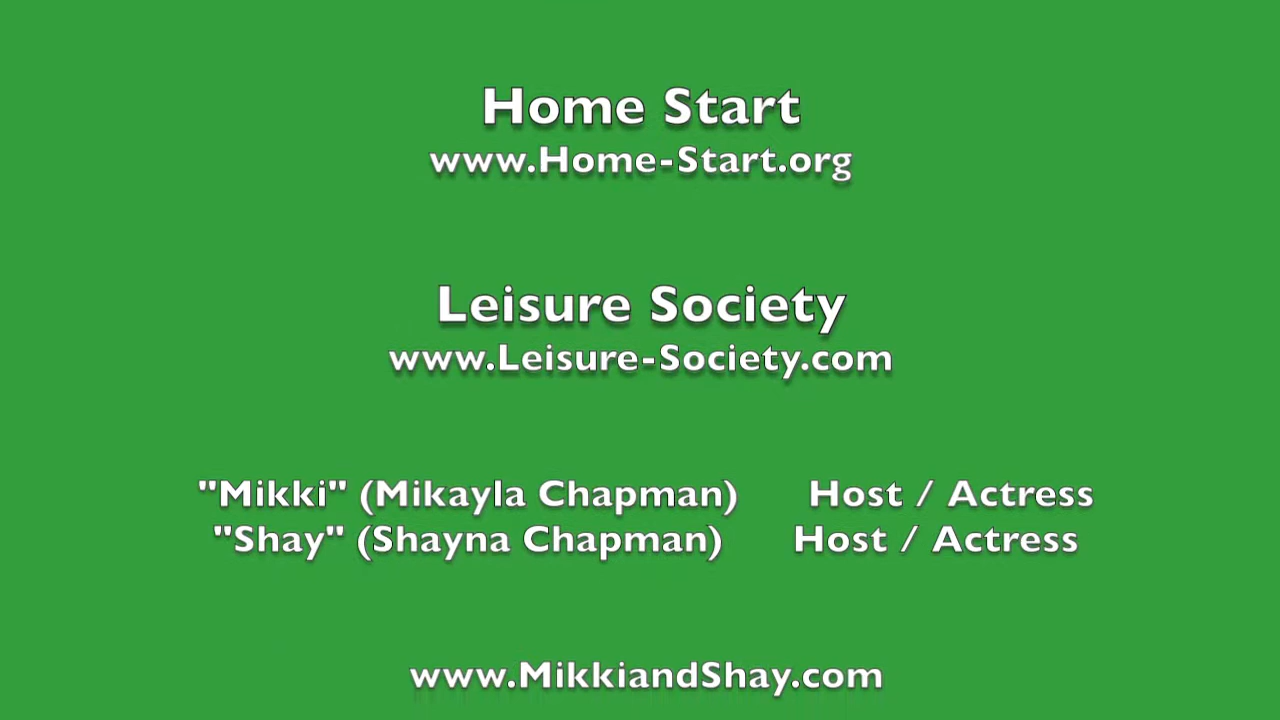 Home Start
www.Home-Start.org
Leisure Society
www.Leisure-Society.com
"Mikki" (Mikayla Chapman) Host / Actress
"Shay" (Shayna Chapman) Host / Actress
www.MikkiandShay.com